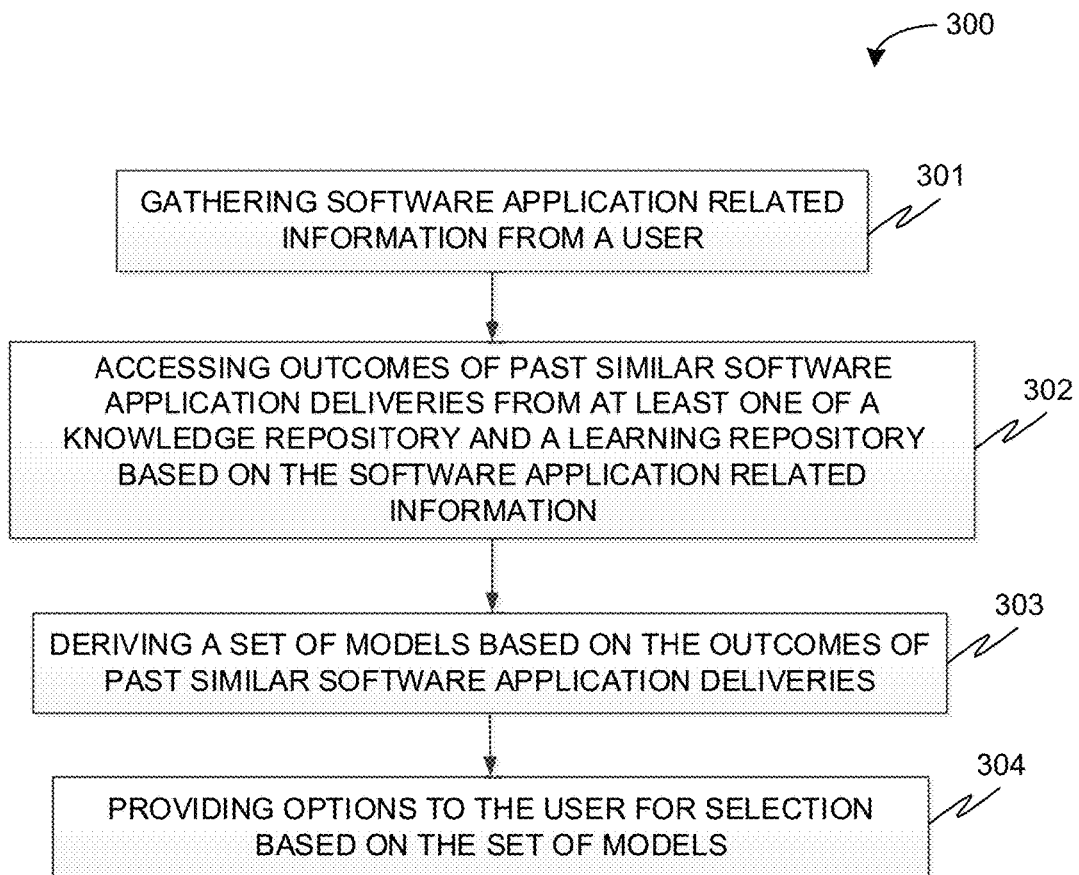 300
GATHERING SOFTWARE APPLICATION RELATED
INFORMATION FROM A USER
301
ACCESSING OUTCOMES OF PAST SIMILAR SOFTWARE
APPLICATION DELIVERIES FROM AT LEAST ONE OF A
KNOWLEDGE REPOSITORY AND A LEARNING REPOSITORY
BASED ON THE SOFTWARE APPLICATION RELATED
INFORMATION
302
DERIVING A SET OF MODELS BASED ON THE OUTCOMES OF
PAST SIMILAR SOFTWARE APPLICATION DELIVERIES
303
PROVIDING OPTIONS TO THE USER FOR SELECTION
BASED ON THE SET OF MODELS
304